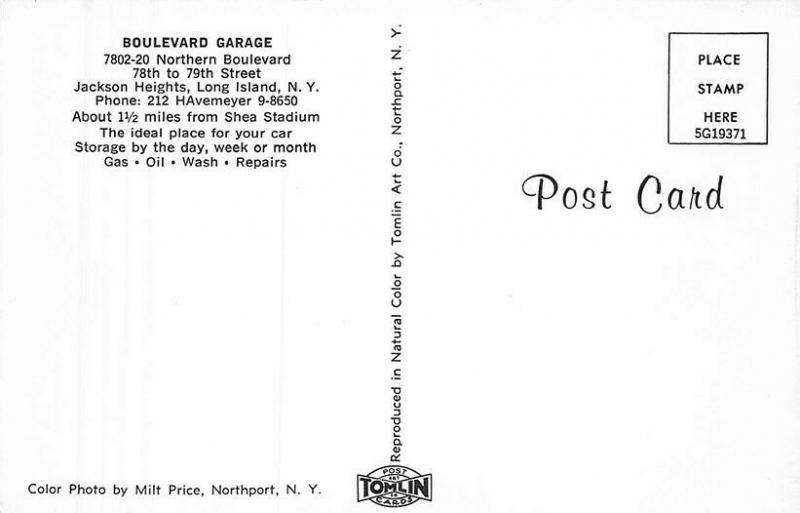 BOULEVARD GARAGE
7802-20 Northern Boulevard
78th to 79th Street
Jackson Heights, Long Island, N. Y.
Phone: 212 HAvemeyer 9-8650
About 1½ miles from Shea Stadium
The ideal place for your car
Storage by the day, week or month
Gas • Oil • Wash • Repairs
Color Photo by Milt Price, Northport, N. Y.
Reproduced in Natural Color by Tomlin Art Co., Northport, N. Y.
POST
TOMLIN
CARDS
PLACE
STAMP
HERE
5G19371
Post Card